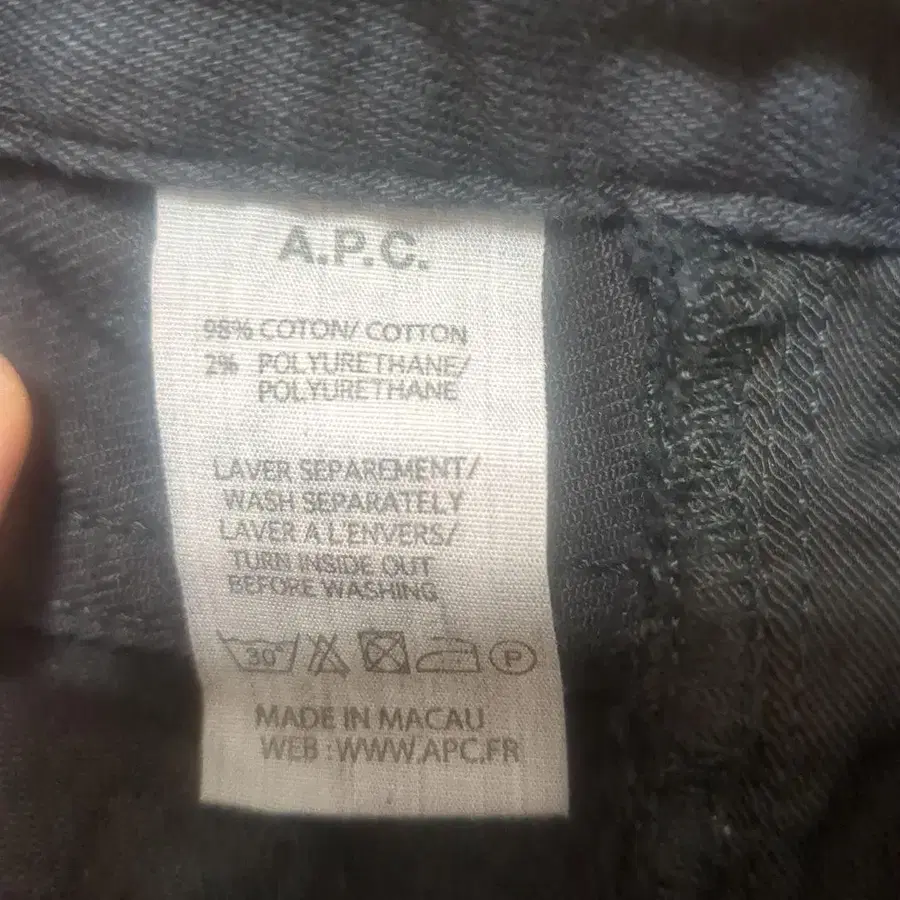 A.P.C.
98% COTON/ COTTON
2% POLYURETHANE/
POLYURETHANE
LAVER SEPAREMENT/
WASH SEPARATELY
LAVER A L'ENVERS/
TURN INSIDE OUT
BEFORE WASHING
30° P
MADE IN MACAU
WEB : WWW.APC.FR